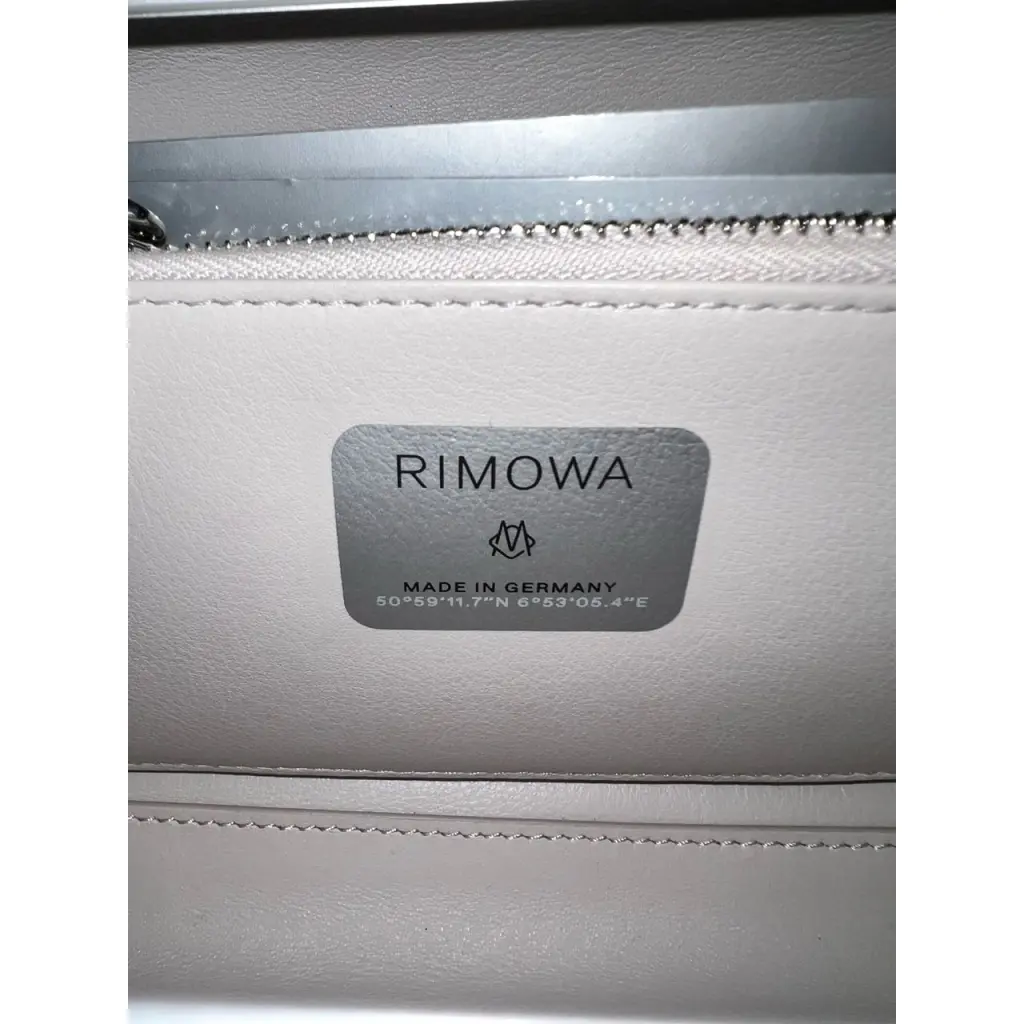 RIMOWA
MADE IN GERMANY
50°59'11.7"N 6°53'05.4"E